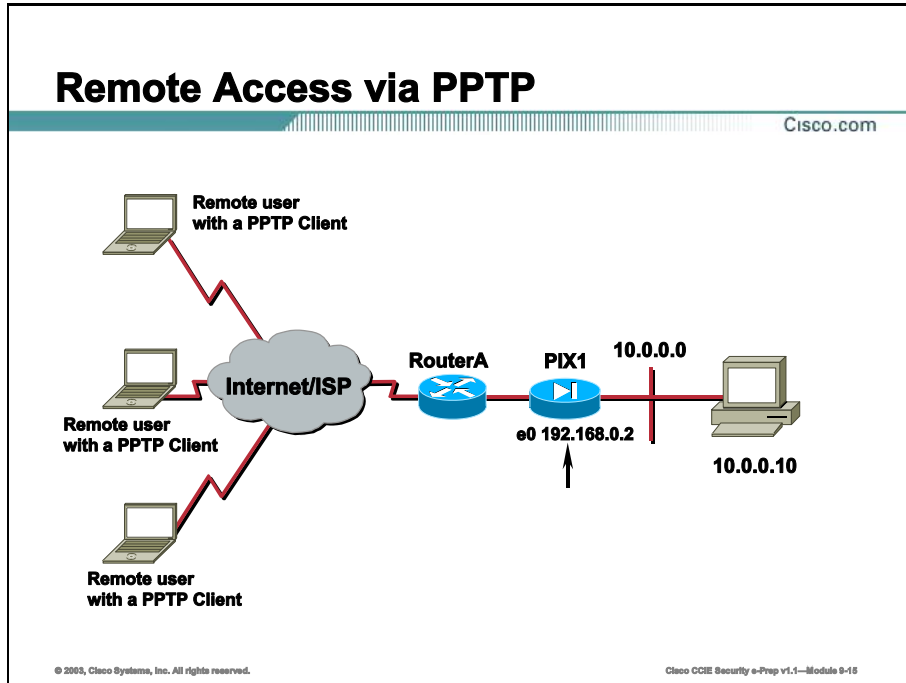 Remote Access via PPTP
Cisco.com
Remote user
with a PPTP Client
Internet/ISP
RouterA
PIX1
10.0.0.0
Remote user
with a PPTP Client
e0 192.168.0.2
10.0.0.10
Remote user
with a PPTP Client
© 2003, Cisco Systems, Inc. All rights reserved.
Cisco CCIE Security e-Prep v1.1—Module 9-15